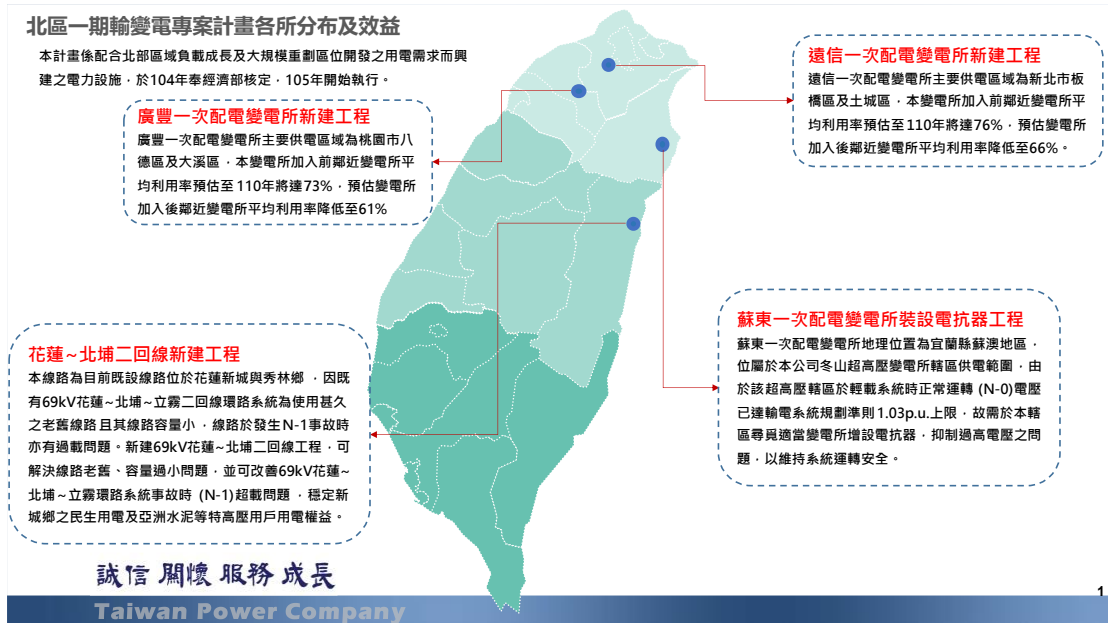 北區一期輸變電專案計畫各所分布及效益
本計畫係配合北部區域負載成長及大規模重劃區位開發之用電需求而興
建之電力設施，於104年奉經濟部核定，105年開始執行。
廣豐一次配電變電所新建工程
廣豐一次配電變電所主要供電區域為桃園市八
德區及大溪區，本變電所加入前鄰近變電所平
均利用率預估至110年將達73%，預估變電所
加入後鄰近變電所平均利用率降低至61%
遠信一次配電變電所新建工程
遠信一次配電變電所主要供電區域為新北市板
橋區及土城區，本變電所加入前鄰近變電所平
均利用率預估至110年將達76%，預估變電所
加入後鄰近變電所平均利用率降低至66%。
花蓮~北埔二回線新建工程
本線路為目前既設線路位於花蓮新城與秀林鄉，因既
有69kV花蓮~北埔~立霧二回線環路系統為使用甚久
之老舊線路且其線路容量小，線路於發生N-1事故時
亦有過載問題。新建69kV花蓮~北埔二回線工程，可
解決線路老舊、容量過小問題，並可改善69kV花蓮~
北埔~立霧環路系統事故時 (N-1)超載問題，穩定新
城鄉之民生用電及亞洲水泥等特高壓用戶用電權益。
蘇東一次配電變電所裝設電抗器工程
蘇東一次配電變電所地理位置為宜蘭縣蘇澳地區，
位屬於本公司冬山超高壓變電所轄區供電範圍，由
於該超高壓轄區於輕載系統時正常運轉 (N-0)電壓
已達輸電系統規劃準則1.03p.u.上限，故需於本轄
區尋覓適當變電所增設電抗器，抑制過高電壓之問
題，以維持系統運轉安全。
誠信 關懷 服務 成長
Taiwan Power Company
1